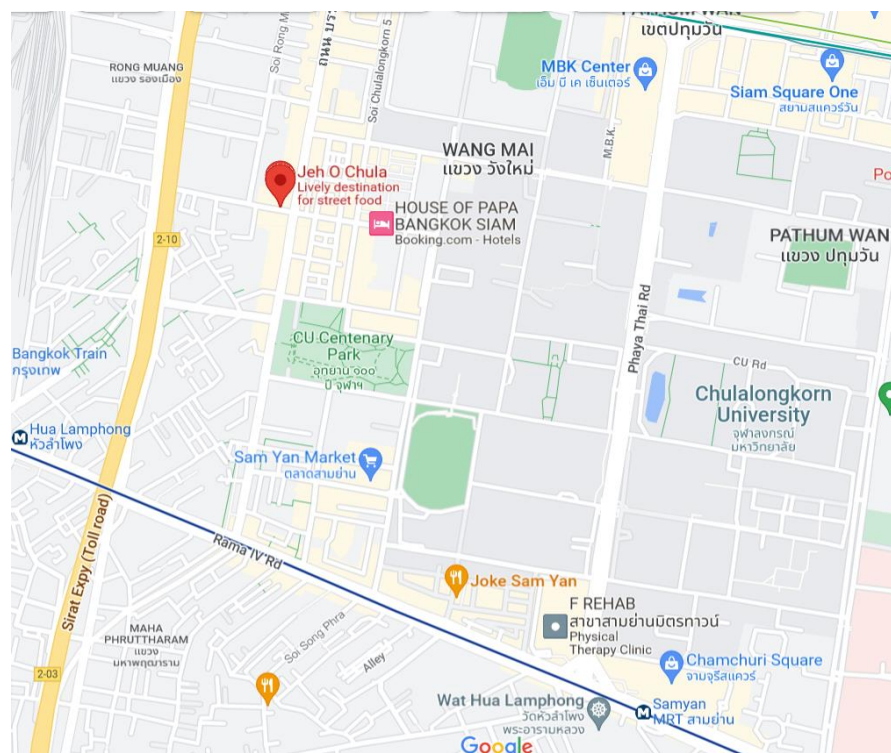 PATHUM WAN
เขตปทุมวัน
RONG MUANG
แขวง รองเมือง
Soi Rong M
ถนน บรร
Soi Chulalongkorn 5
MBK Center
เอ็ม บี เค เซ็นเตอร์
Siam Square One
สยามสแควร์วัน
M.B.K.
WANG MAI
แขวง วังใหม่
Jeh O Chula
Lively destination
for street food
Po
HOUSE OF PAPA
BANGKOK SIAM
Booking.com - Hotels
2-10
PATHUM WAN
แขวง ปทุมวัน
Phaya Thai Rd
CU Centenary
Park
อุทยาน ๑๐๐
ปี จุฬาฯ
Bangkok Train
กรุงเทพ
CU Rd
Chulalongkorn
University
จุฬาลงกรณ์
มหาวิทยาลัย
Hua Lamphong
หัวลำโพง
Sam Yan Market
ตลาดสามย่าน
Sirat Expy (Toll road)
Rama IV Rd
Joke Sam Yan
F REHAB
สาขาสามย่านมิตรทาวน์
Physical
Therapy Clinic
MAHA
PHRUTTHARAM
แขวง
มหาพฤฒาราม
Soi Song Phra
Alley
2-03
Chamchuri Square
จามจุรีสแควร์
Wat Hua Lamphong
วัดหัวลำโพง
พระอารามหลวง
Samyan
MRT สามย่าน
Google